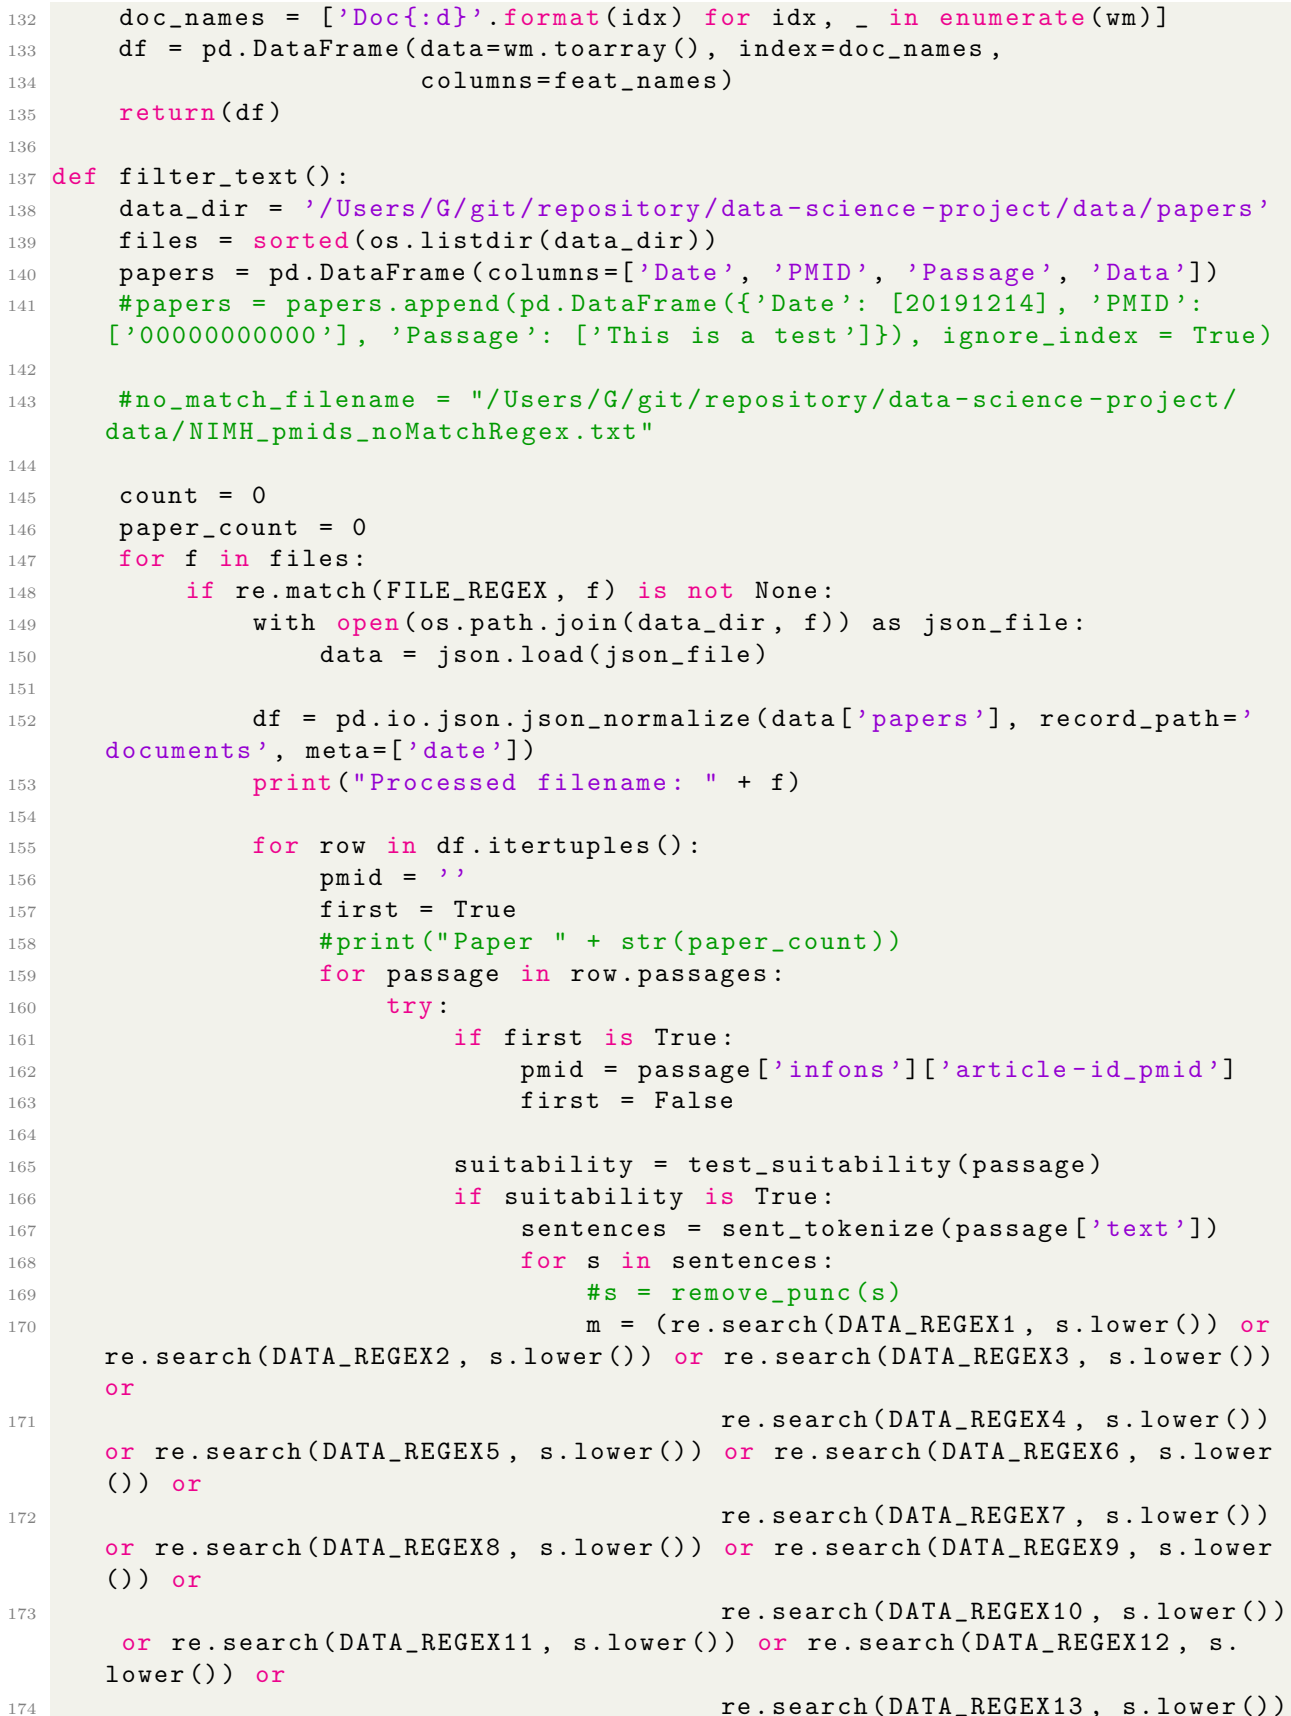 132 doc_names = ['Doc{:d}'.format(idx) for idx, _ in enumerate(wm)]
133 df = pd.DataFrame(data=wm.toarray(), index=doc_names,
134 columns=feat_names)
135 return(df)
136
137 def filter_text():
138 data_dir = '/Users/G/git/repository/data-science-project/data/papers'
139 files = sorted(os.listdir(data_dir))
140 papers = pd.DataFrame(columns=['Date', 'PMID', 'Passage', 'Data'])
141 #papers = papers.append(pd.DataFrame({'Date': [20191214], 'PMID':
['00000000000'], 'Passage': ['This is a test']}), ignore_index = True)
142
143 #no_match_filename = "/Users/G/git/repository/data-science-project/
data/NIMH_pmids_noMatchRegex.txt"
144
145 count = 0
146 paper_count = 0
147 for f in files:
148 if re.match(FILE_REGEX, f) is not None:
149 with open(os.path.join(data_dir, f)) as json_file:
150 data = json.load(json_file)
151
152 df = pd.io.json.json_normalize(data['papers'], record_path='
documents', meta=['date'])
153 print("Processed filename: " + f)
154
155 for row in df.itertuples():
156 pmid = ''
157 first = True
158 #print("Paper " + str(paper_count))
159 for passage in row.passages:
160 try:
161 if first is True:
162 pmid = passage['infons']['article-id_pmid']
163 first = False
164
165 suitability = test_suitability(passage)
166 if suitability is True:
167 sentences = sent_tokenize(passage['text'])
168 for s in sentences:
169 #s = remove_punc(s)
170 m = (re.search(DATA_REGEX1, s.lower()) or
re.search(DATA_REGEX2, s.lower()) or re.search(DATA_REGEX3, s.lower())
or
171 re.search(DATA_REGEX4, s.lower())
or re.search(DATA_REGEX5, s.lower()) or re.search(DATA_REGEX6, s.lower
()) or
172 re.search(DATA_REGEX7, s.lower())
or re.search(DATA_REGEX8, s.lower()) or re.search(DATA_REGEX9, s.lower
()) or
173 re.search(DATA_REGEX10, s.lower())
or re.search(DATA_REGEX11, s.lower()) or re.search(DATA_REGEX12, s.
lower()) or
174 re.search(DATA_REGEX13, s.lower())